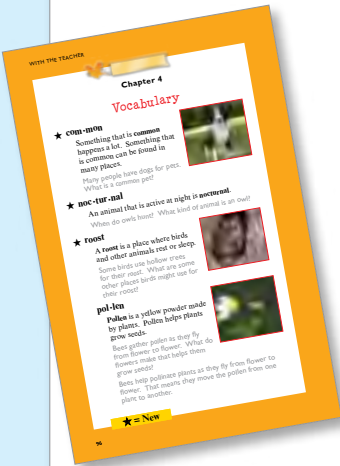 WITH THE TEACHER
Chapter 4
Vocabulary
★ com·mon
Something that is common
happens a lot. Something that
is common can be found in
many places.
Many people have dogs for pets.
What is a common pet?
★ noc·tur·nal
An animal that is active at night is nocturnal.
When do owls hunt? What kind of animal is an owl?
★ roost
A roost is a place where birds
and other animals rest or sleep.
Some birds use hollow trees
for their roost. What are some
other places birds might use for
their roost?
pol·len
Pollen is a yellow powder made
by plants. Pollen helps plants
grow seeds.
Bees gather pollen as they fly
from flower to flower. What do
flowers make that helps them
grow seeds?
Bees help pollinate plants as they fly from flower to
flower. That means they move the pollen from one
plant to another.
★ = New
96